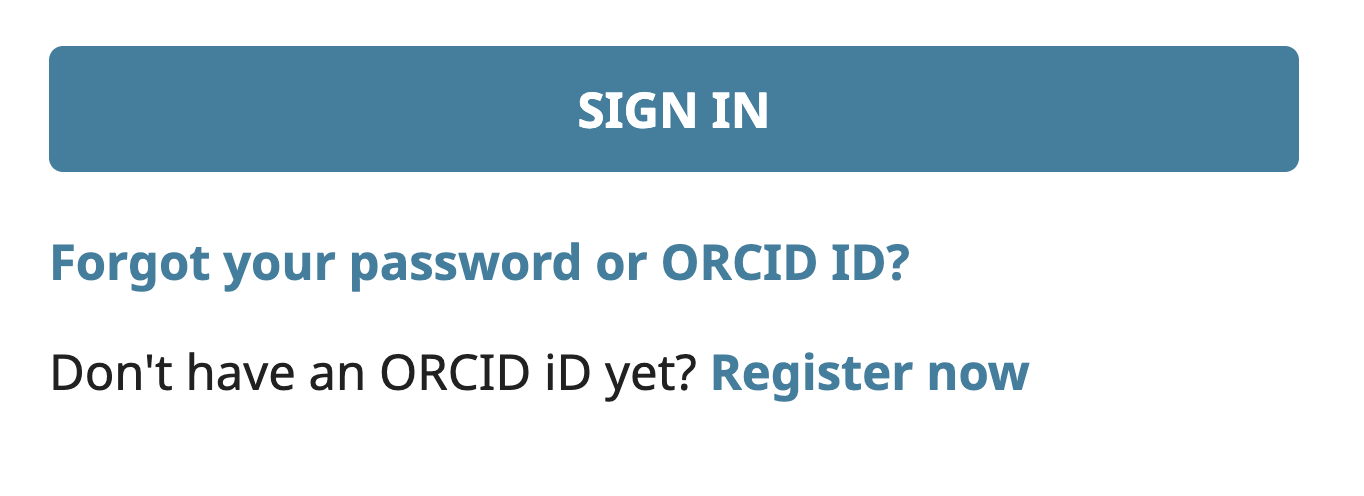 SIGN IN
Forgot your password or ORCID ID?
Don't have an ORCID iD yet? Register now